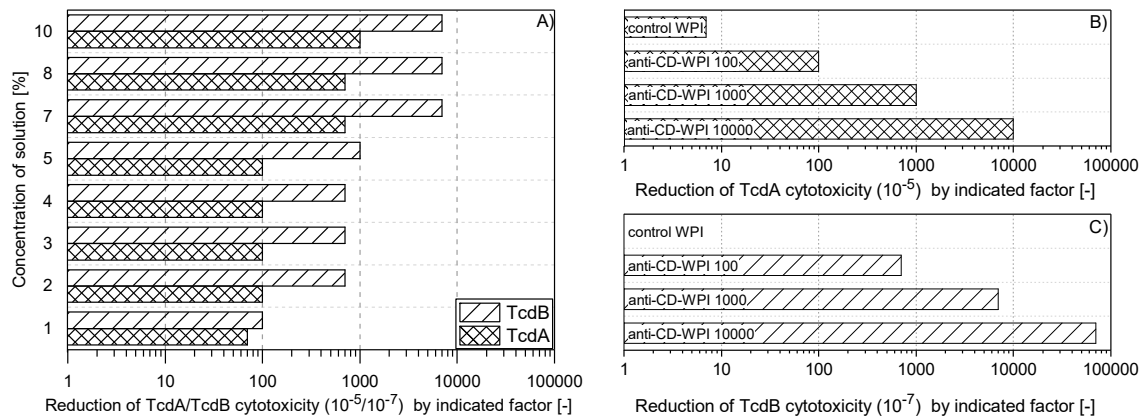 A)
10
8
7
5
4
3
2
1
Concentration of solution [%]
TcdB
TcdA
1 10 100 1000 10000 100000
Reduction of TcdA/TcdB cytotoxicity (10⁻⁵/10⁻⁷) by indicated factor [-]
B)
control WPI
anti-CD-WPI 100
anti-CD-WPI 1000
anti-CD-WPI 10000
1 10 100 1000 10000 100000
Reduction of TcdA cytotoxicity (10⁻⁵) by indicated factor [-]
C)
control WPI
anti-CD-WPI 100
anti-CD-WPI 1000
anti-CD-WPI 10000
1 10 100 1000 10000 100000
Reduction of TcdB cytotoxicity (10⁻⁷) by indicated factor [-]